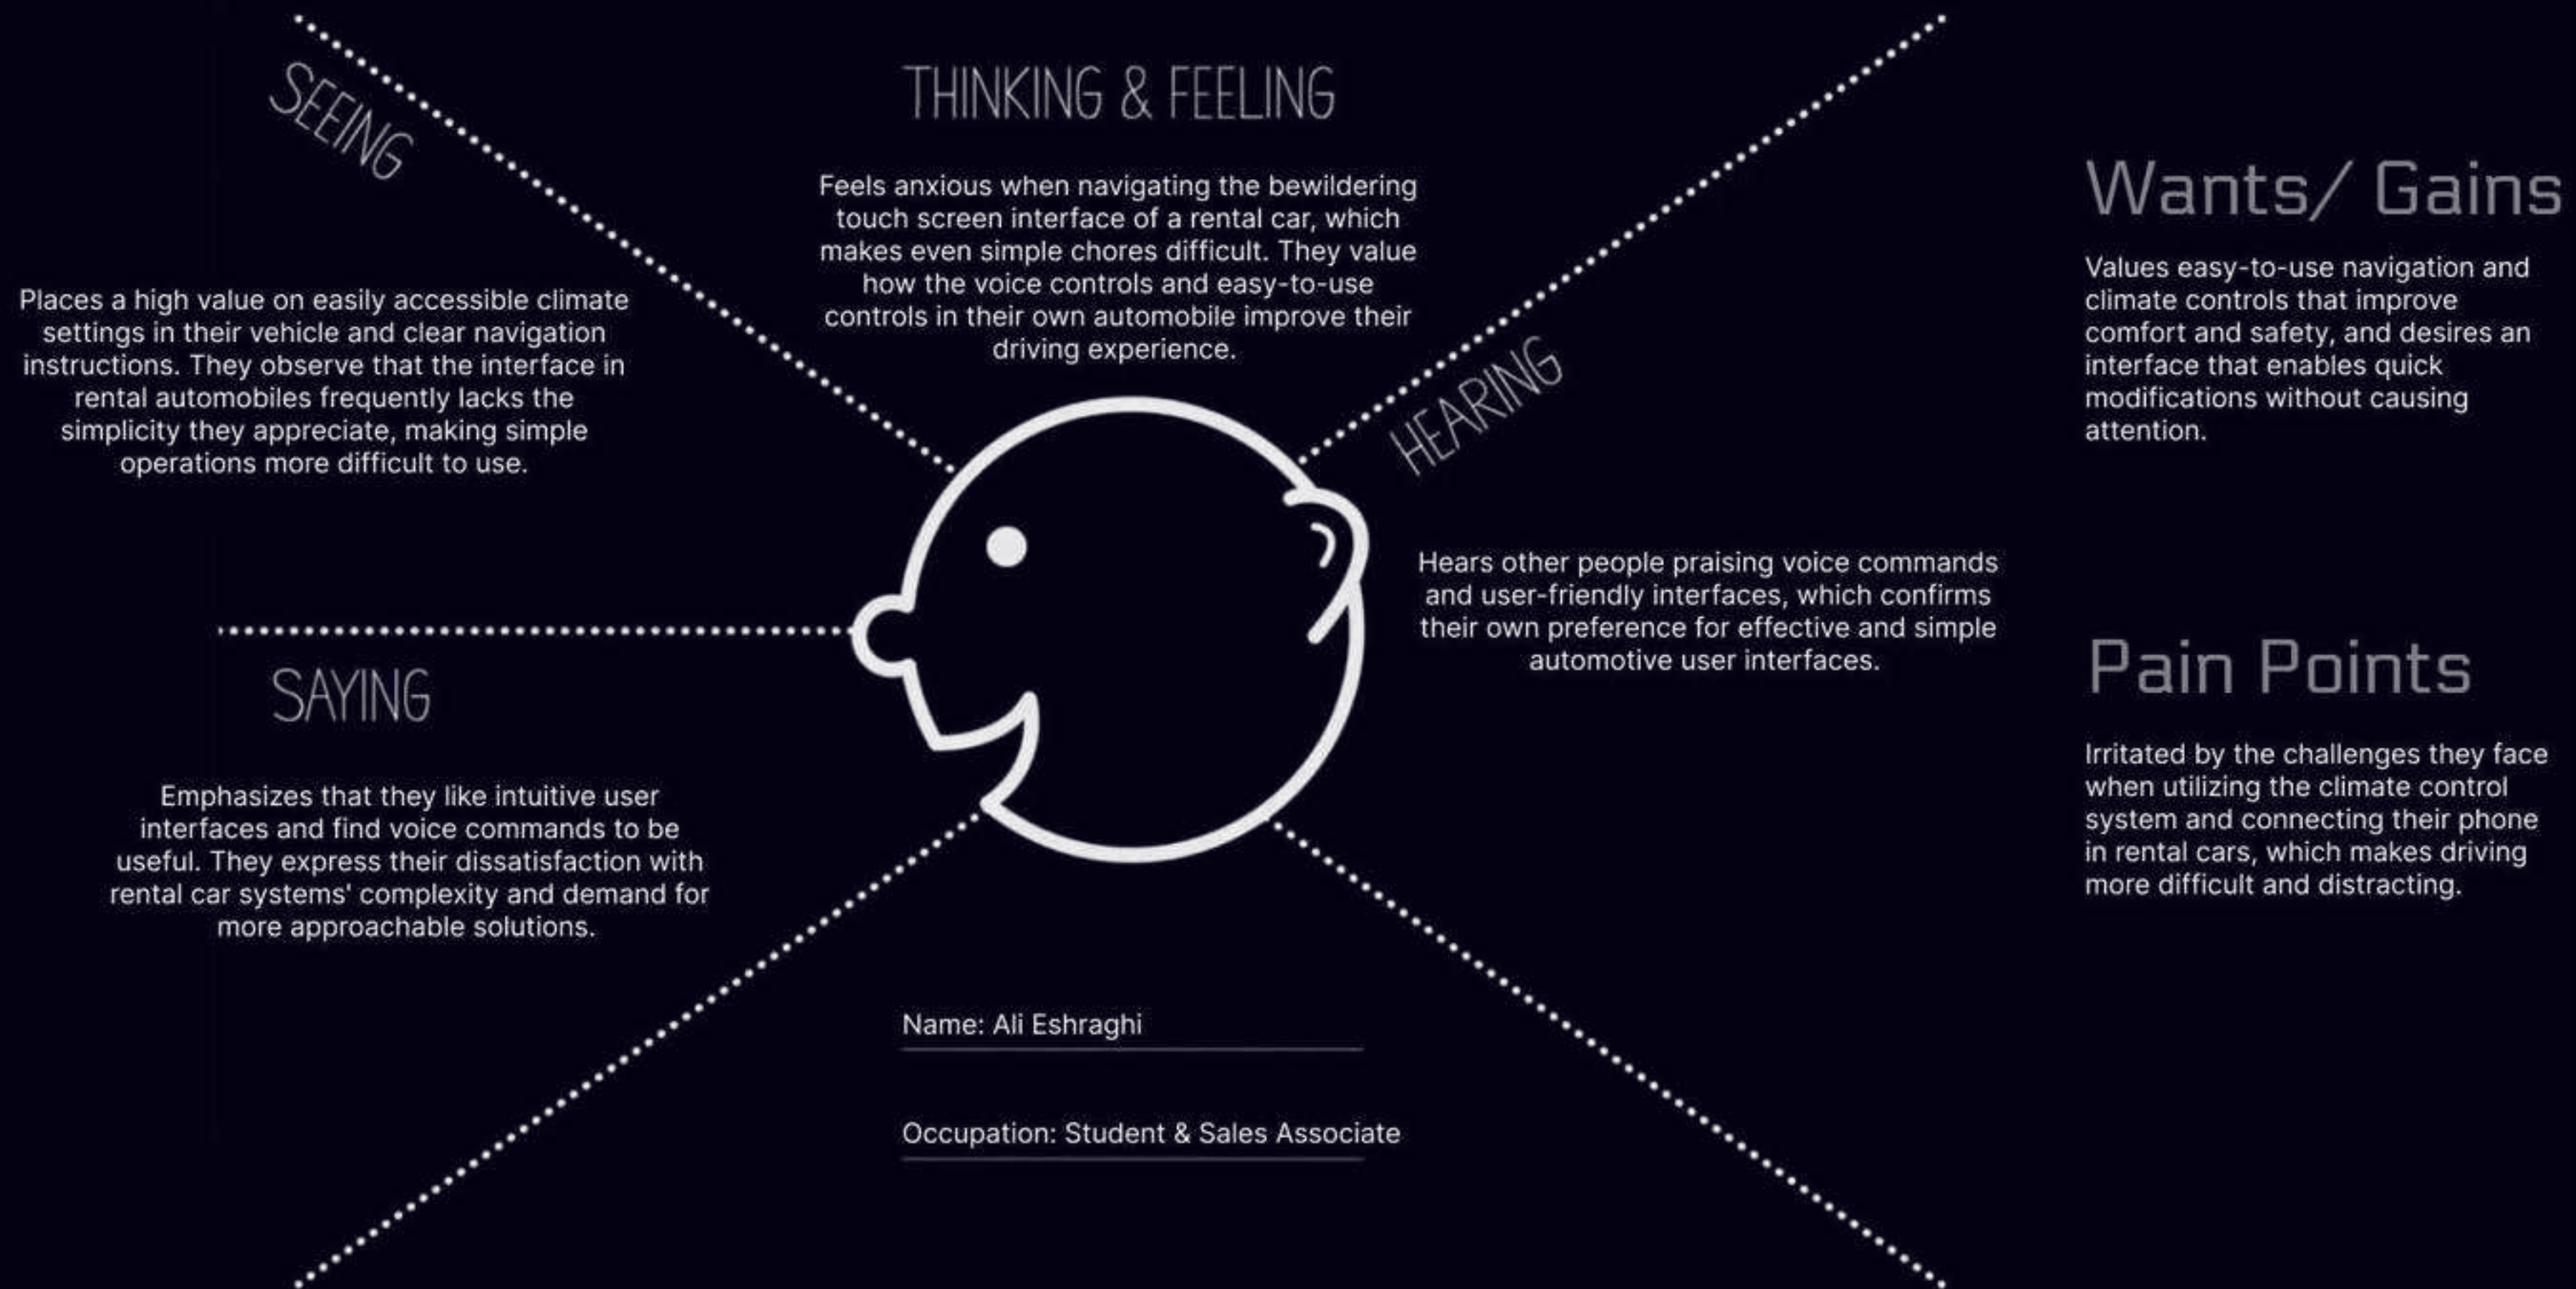 SEEING
Places a high value on easily accessible climate
settings in their vehicle and clear navigation
instructions. They observe that the interface in
rental automobiles frequently lacks the
simplicity they appreciate, making simple
operations more difficult to use.
THINKING & FEELING
Feels anxious when navigating the bewildering
touch screen interface of a rental car, which
makes even simple chores difficult. They value
how the voice controls and easy-to-use
controls in their own automobile improve their
driving experience.
HEARING
Hears other people praising voice commands
and user-friendly interfaces, which confirms
their own preference for effective and simple
automotive user interfaces.
SAYING
Emphasizes that they like intuitive user
interfaces and find voice commands to be
useful. They express their dissatisfaction with
rental car systems' complexity and demand for
more approachable solutions.
Name: Ali Eshraghi
Occupation: Student & Sales Associate
Wants/ Gains
Values easy-to-use navigation and
climate controls that improve
comfort and safety, and desires an
interface that enables quick
modifications without causing
attention.
Pain Points
Irritated by the challenges they face
when utilizing the climate control
system and connecting their phone
in rental cars, which makes driving
more difficult and distracting.